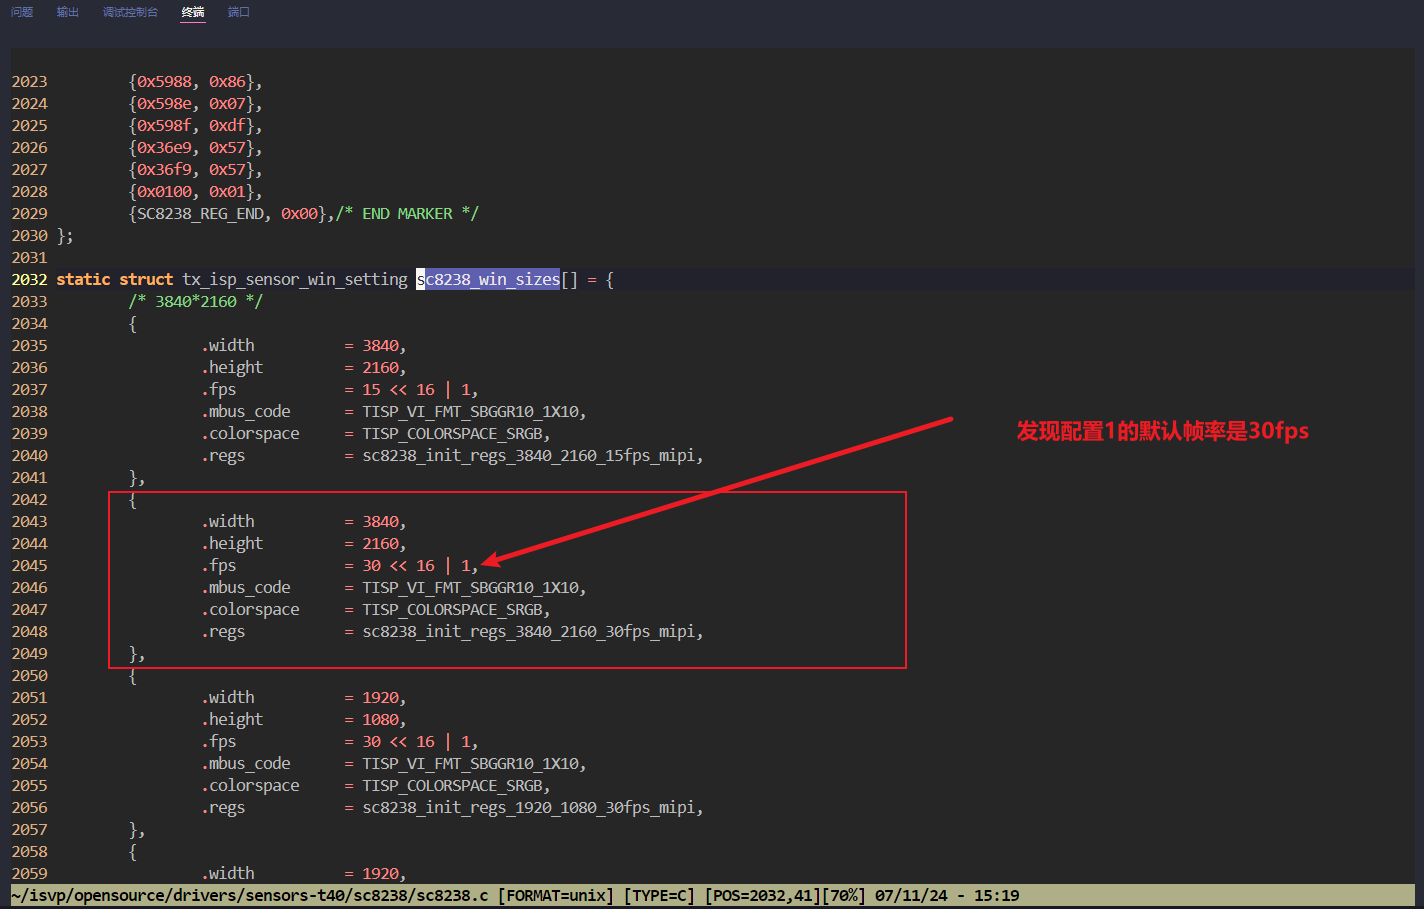 问题 输出 调试控制台 终端 端口
2023 {0x5988, 0x86},
2024 {0x598e, 0x07},
2025 {0x598f, 0xdf},
2026 {0x36e9, 0x57},
2027 {0x36f9, 0x57},
2028 {0x0100, 0x01},
2029 {SC8238_REG_END, 0x00},/* END MARKER */
2030 };
2031
2032 static struct tx_isp_sensor_win_setting sc8238_win_sizes[] = {
2033 /* 3840*2160 */
2034 {
2035 .width = 3840,
2036 .height = 2160,
2037 .fps = 15 << 16 | 1,
2038 .mbus_code = TISP_VI_FMT_SBGGR10_1X10,
2039 .colorspace = TISP_COLORSPACE_SRGB,
发现配置1的默认帧率是30fps
2040 .regs = sc8238_init_regs_3840_2160_15fps_mipi,
2041 },
2042 {
2043 .width = 3840,
2044 .height = 2160,
2045 .fps = 30 << 16 | 1,
2046 .mbus_code = TISP_VI_FMT_SBGGR10_1X10,
2047 .colorspace = TISP_COLORSPACE_SRGB,
2048 .regs = sc8238_init_regs_3840_2160_30fps_mipi,
2049 },
2050 {
2051 .width = 1920,
2052 .height = 1080,
2053 .fps = 30 << 16 | 1,
2054 .mbus_code = TISP_VI_FMT_SBGGR10_1X10,
2055 .colorspace = TISP_COLORSPACE_SRGB,
2056 .regs = sc8238_init_regs_1920_1080_30fps_mipi,
2057 },
2058 {
2059 .width = 1920,
~/isvp/opensource/drivers/sensors-t40/sc8238/sc8238.c [FORMAT=unix] [TYPE=C] [POS=2032,41][70%] 07/11/24 - 15:19